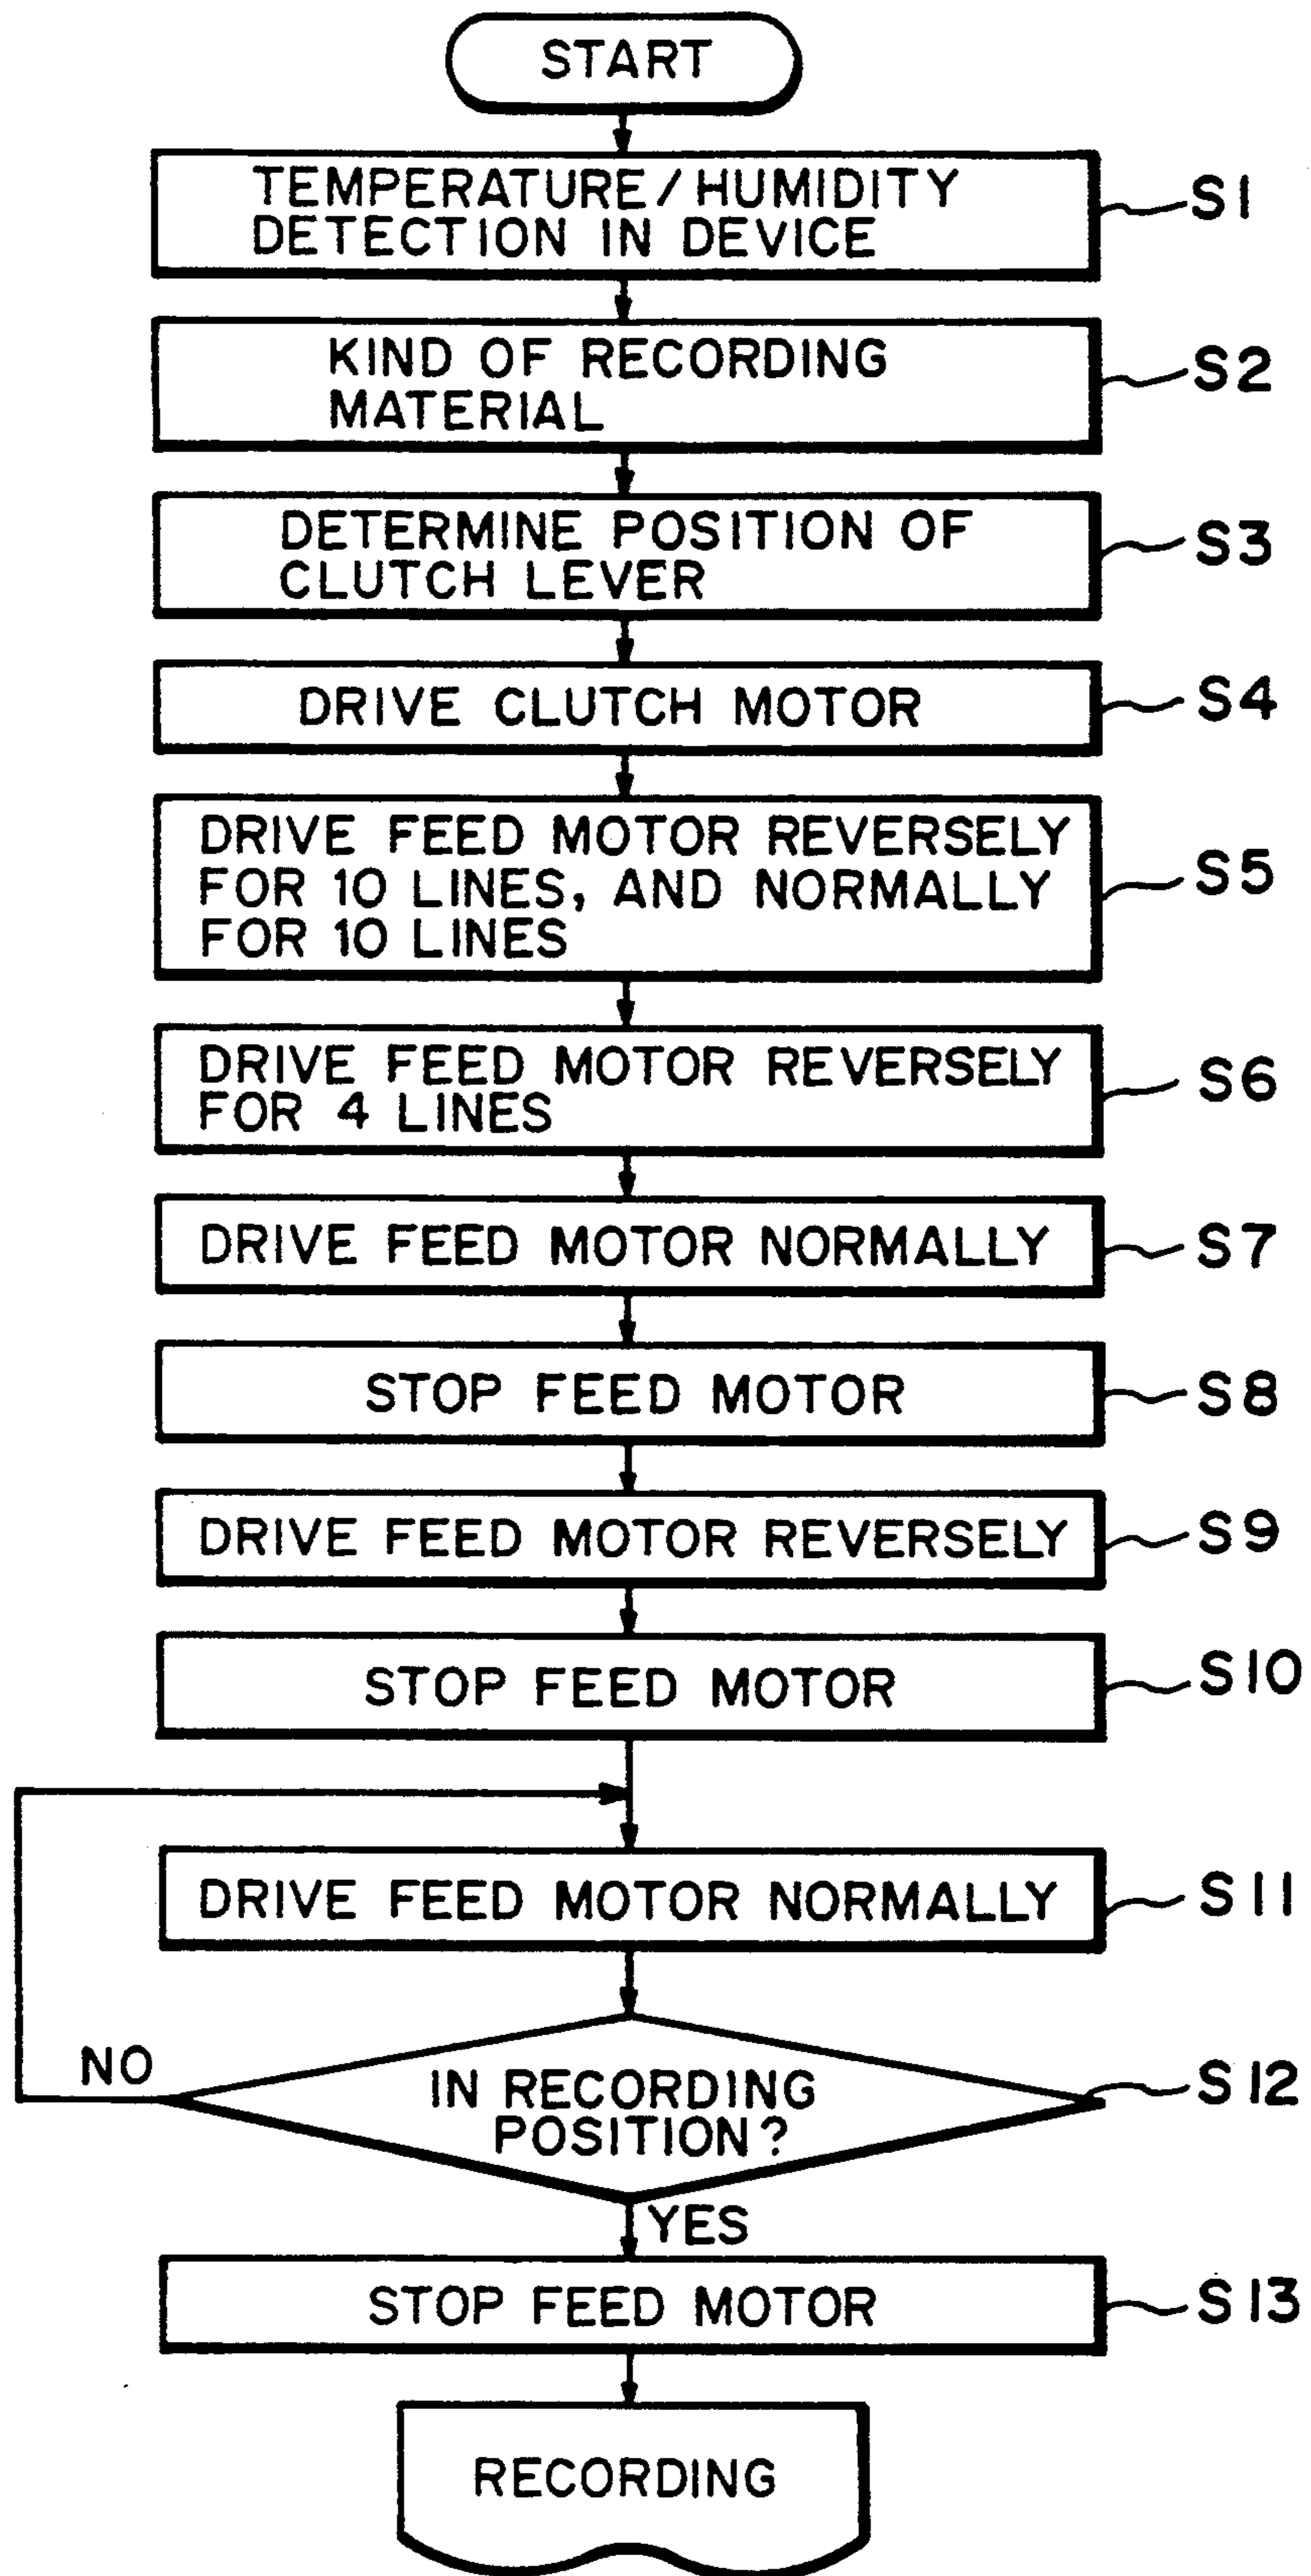 START
TEMPERATURE/HUMIDITY
DETECTION IN DEVICE
S1
KIND OF RECORDING
MATERIAL
S2
DETERMINE POSITION OF
CLUTCH LEVER
S3
DRIVE CLUTCH MOTOR
S4
DRIVE FEED MOTOR REVERSELY
FOR 10 LINES, AND NORMALLY
FOR 10 LINES
S5
DRIVE FEED MOTOR REVERSELY
FOR 4 LINES
S6
DRIVE FEED MOTOR NORMALLY
S7
STOP FEED MOTOR
S8
DRIVE FEED MOTOR REVERSELY
S9
STOP FEED MOTOR
S10
DRIVE FEED MOTOR NORMALLY
S11
NO
IN RECORDING
POSITION?
S12
YES
STOP FEED MOTOR
S13
RECORDING